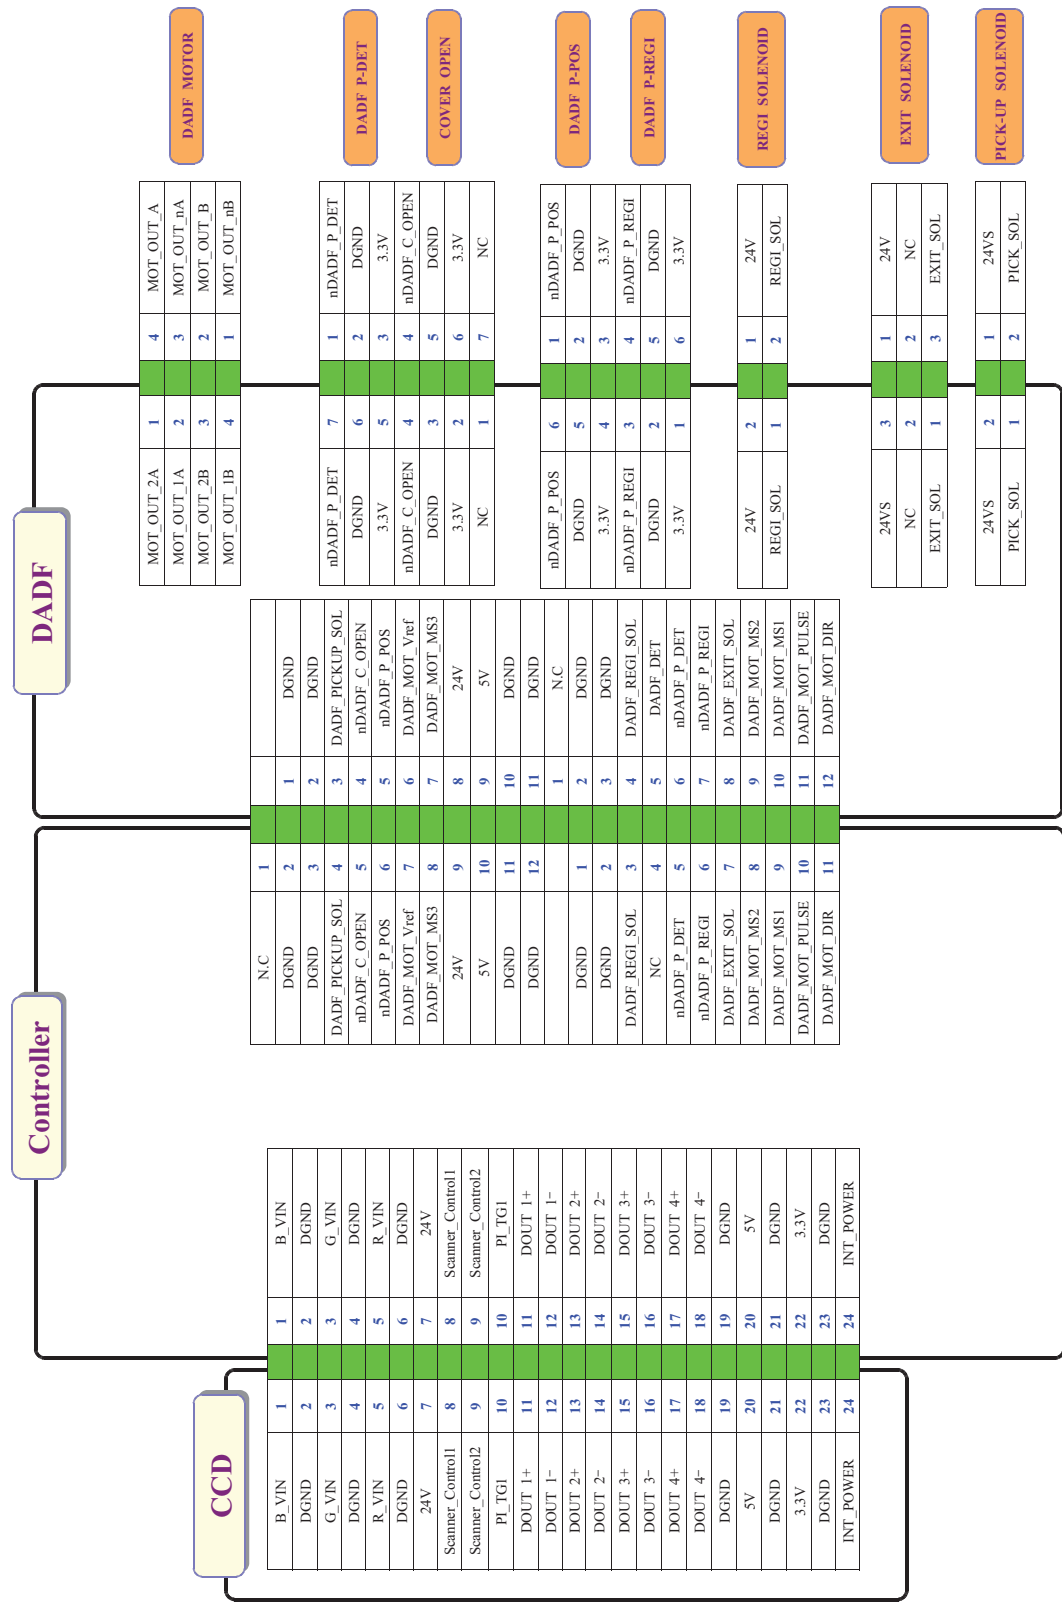 CCD
Controller
DADF
B_VIN 1 1 B_VIN
DGND 2 2 DGND
G_VIN 3 3 G_VIN
DGND 4 4 DGND
R_VIN 5 5 R_VIN
DGND 6 6 DGND
24V 7 7 24V
Scanner_Control1 8 8 Scanner_Control1
Scanner_Control2 9 9 Scanner_Control2
PI_TG1 10 10 PI_TG1
DOUT 1+ 11 11 DOUT 1+
DOUT 1- 12 12 DOUT 1-
DOUT 2+ 13 13 DOUT 2+
DOUT 2- 14 14 DOUT 2-
DOUT 3+ 15 15 DOUT 3+
DOUT 3- 16 16 DOUT 3-
DOUT 4+ 17 17 DOUT 4+
DOUT 4- 18 18 DOUT 4-
DGND 19 19 DGND
5V 20 20 5V
DGND 21 21 DGND
3.3V 22 22 3.3V
DGND 23 23 DGND
INT_POWER 24 24 INT_POWER
N.C 1
DGND 2 1 DGND
DGND 3 2 DGND
DADF_PICKUP_SOL 4 3 DADF_PICKUP_SOL
nDADF_C_OPEN 5 4 nDADF_C_OPEN
nDADF_P_POS 6 5 nDADF_P_POS
DADF_MOT_Vref 7 6 DADF_MOT_Vref
DADF_MOT_MS3 8 7 DADF_MOT_MS3
24V 9 8 24V
5V 10 9 5V
DGND 11 10 DGND
DGND 12 11 DGND
1 N.C
DGND 1 2 DGND
DGND 2 3 DGND
DADF_REGI_SOL 3 4 DADF_REGI_SOL
NC 4 5 DADF_DET
nDADF_P_DET 5 6 nDADF_P_DET
nDADF_P_REGI 6 7 nDADF_P_REGI
DADF_EXIT_SOL 7 8 DADF_EXIT_SOL
DADF_MOT_MS2 8 9 DADF_MOT_MS2
DADF_MOT_MS1 9 10 DADF_MOT_MS1
DADF_MOT_PULSE 10 11 DADF_MOT_PULSE
DADF_MOT_DIR 11 12 DADF_MOT_DIR
MOT_OUT_2A 1 4 MOT_OUT_A
MOT_OUT_1A 2 3 MOT_OUT_nA
MOT_OUT_2B 3 2 MOT_OUT_B
MOT_OUT_1B 4 1 MOT_OUT_nB
DADF MOTOR
nDADF_P_DET 7 1 nDADF_P_DET
DGND 6 2 DGND
3.3V 5 3 3.3V
nDADF_C_OPEN 4 4 nDADF_C_OPEN
DGND 3 5 DGND
3.3V 2 6 3.3V
NC 1 7 NC
DADF P-DET
COVER OPEN
nDADF_P_POS 6 1 nDADF_P_POS
DGND 5 2 DGND
3.3V 4 3 3.3V
nDADF_P_REGI 3 4 nDADF_P_REGI
DGND 2 5 DGND
3.3V 1 6 3.3V
DADF P-POS
DADF P-REGI
24V 2 1 24V
REGI_SOL 1 2 REGI_SOL
REGI SOLENOID
24VS 3 1 24V
NC 2 2 NC
EXIT_SOL 1 3 EXIT_SOL
EXIT SOLENOID
24VS 2 1 24VS
PICK_SOL 1 2 PICK_SOL
PICK-UP SOLENOID